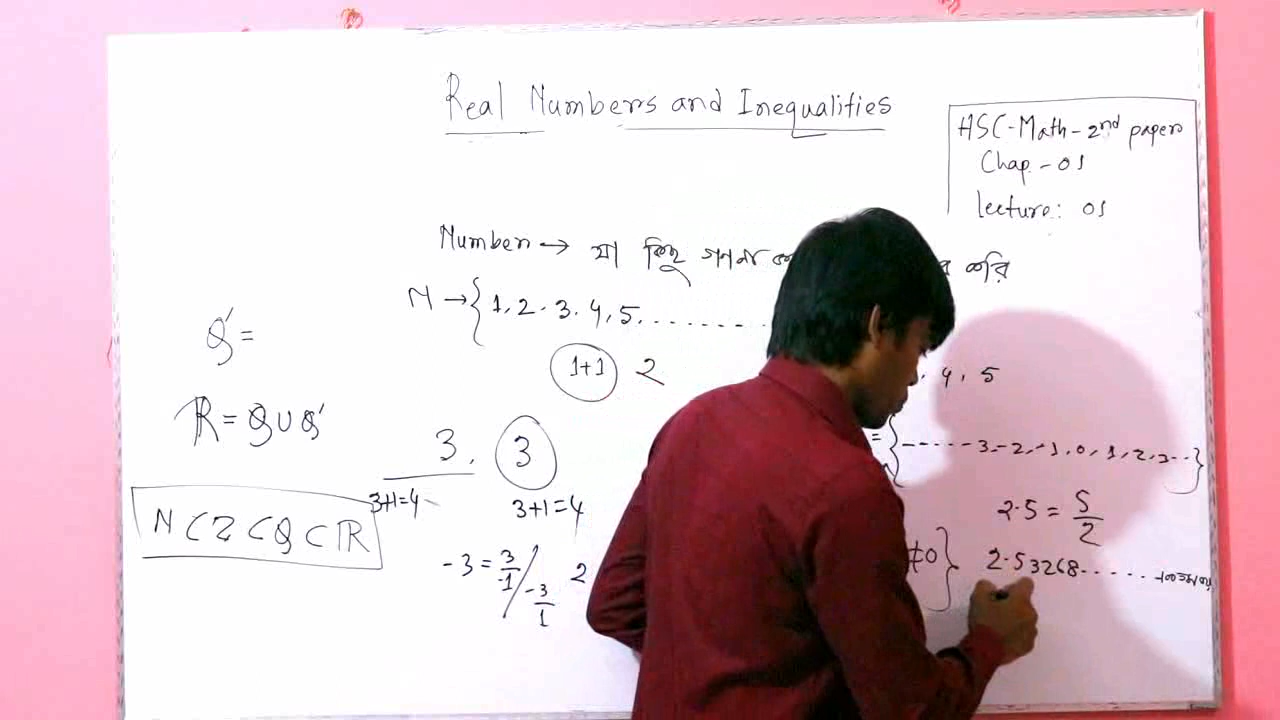 Real Numbers and Inequalities
HSC-Math-2nd paper
Chap-01
lecture: 01
Number → যা কিছু গণনা
করি
N → {1, 2, 3, 4, 5, ........
1+1 2
4, 5
Q' =
R = Q ∪ Q'
3, 3
= {------3,-2,-1,0,1,2,3..}
3+1=4 3+1=4
2.5 = 5/2
N ⊂ Z ⊂ Q ⊂ R
-3 = 3/-1 / -3/1 2
≠0} 2.53268......